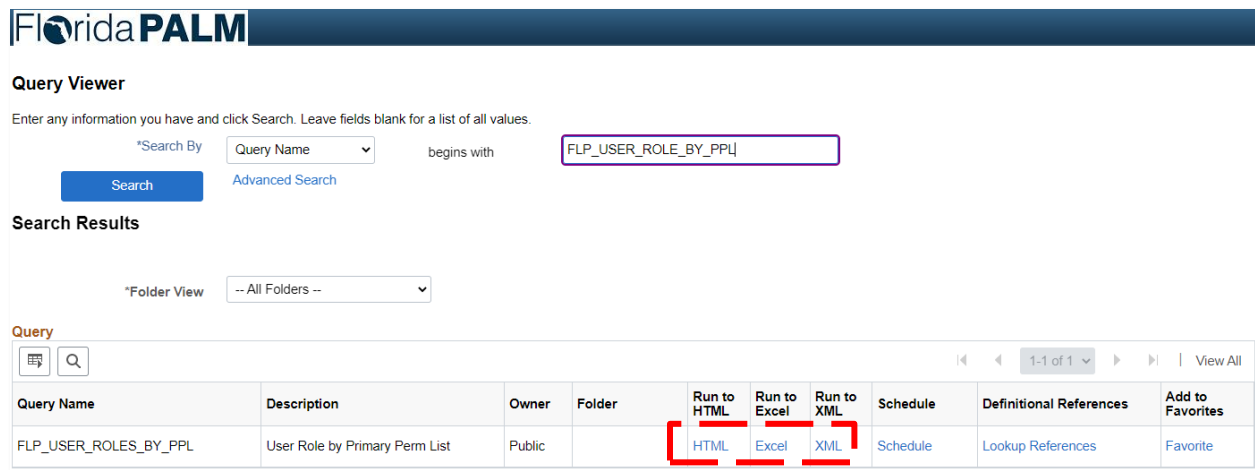 Florida PALM
Query Viewer
Enter any information you have and click Search. Leave fields blank for a list of all values.
*Search By Query Name begins with FLP_USER_ROLE_BY_PPL
Search Advanced Search
Search Results
*Folder View -- All Folders --
Query
1-1 of 1 | View All
Query Name Description Owner Folder Run to HTML Run to Excel Run to XML Schedule Definitional References Add to Favorites
FLP_USER_ROLES_BY_PPL User Role by Primary Perm List Public HTML Excel XML Schedule Lookup References Favorite